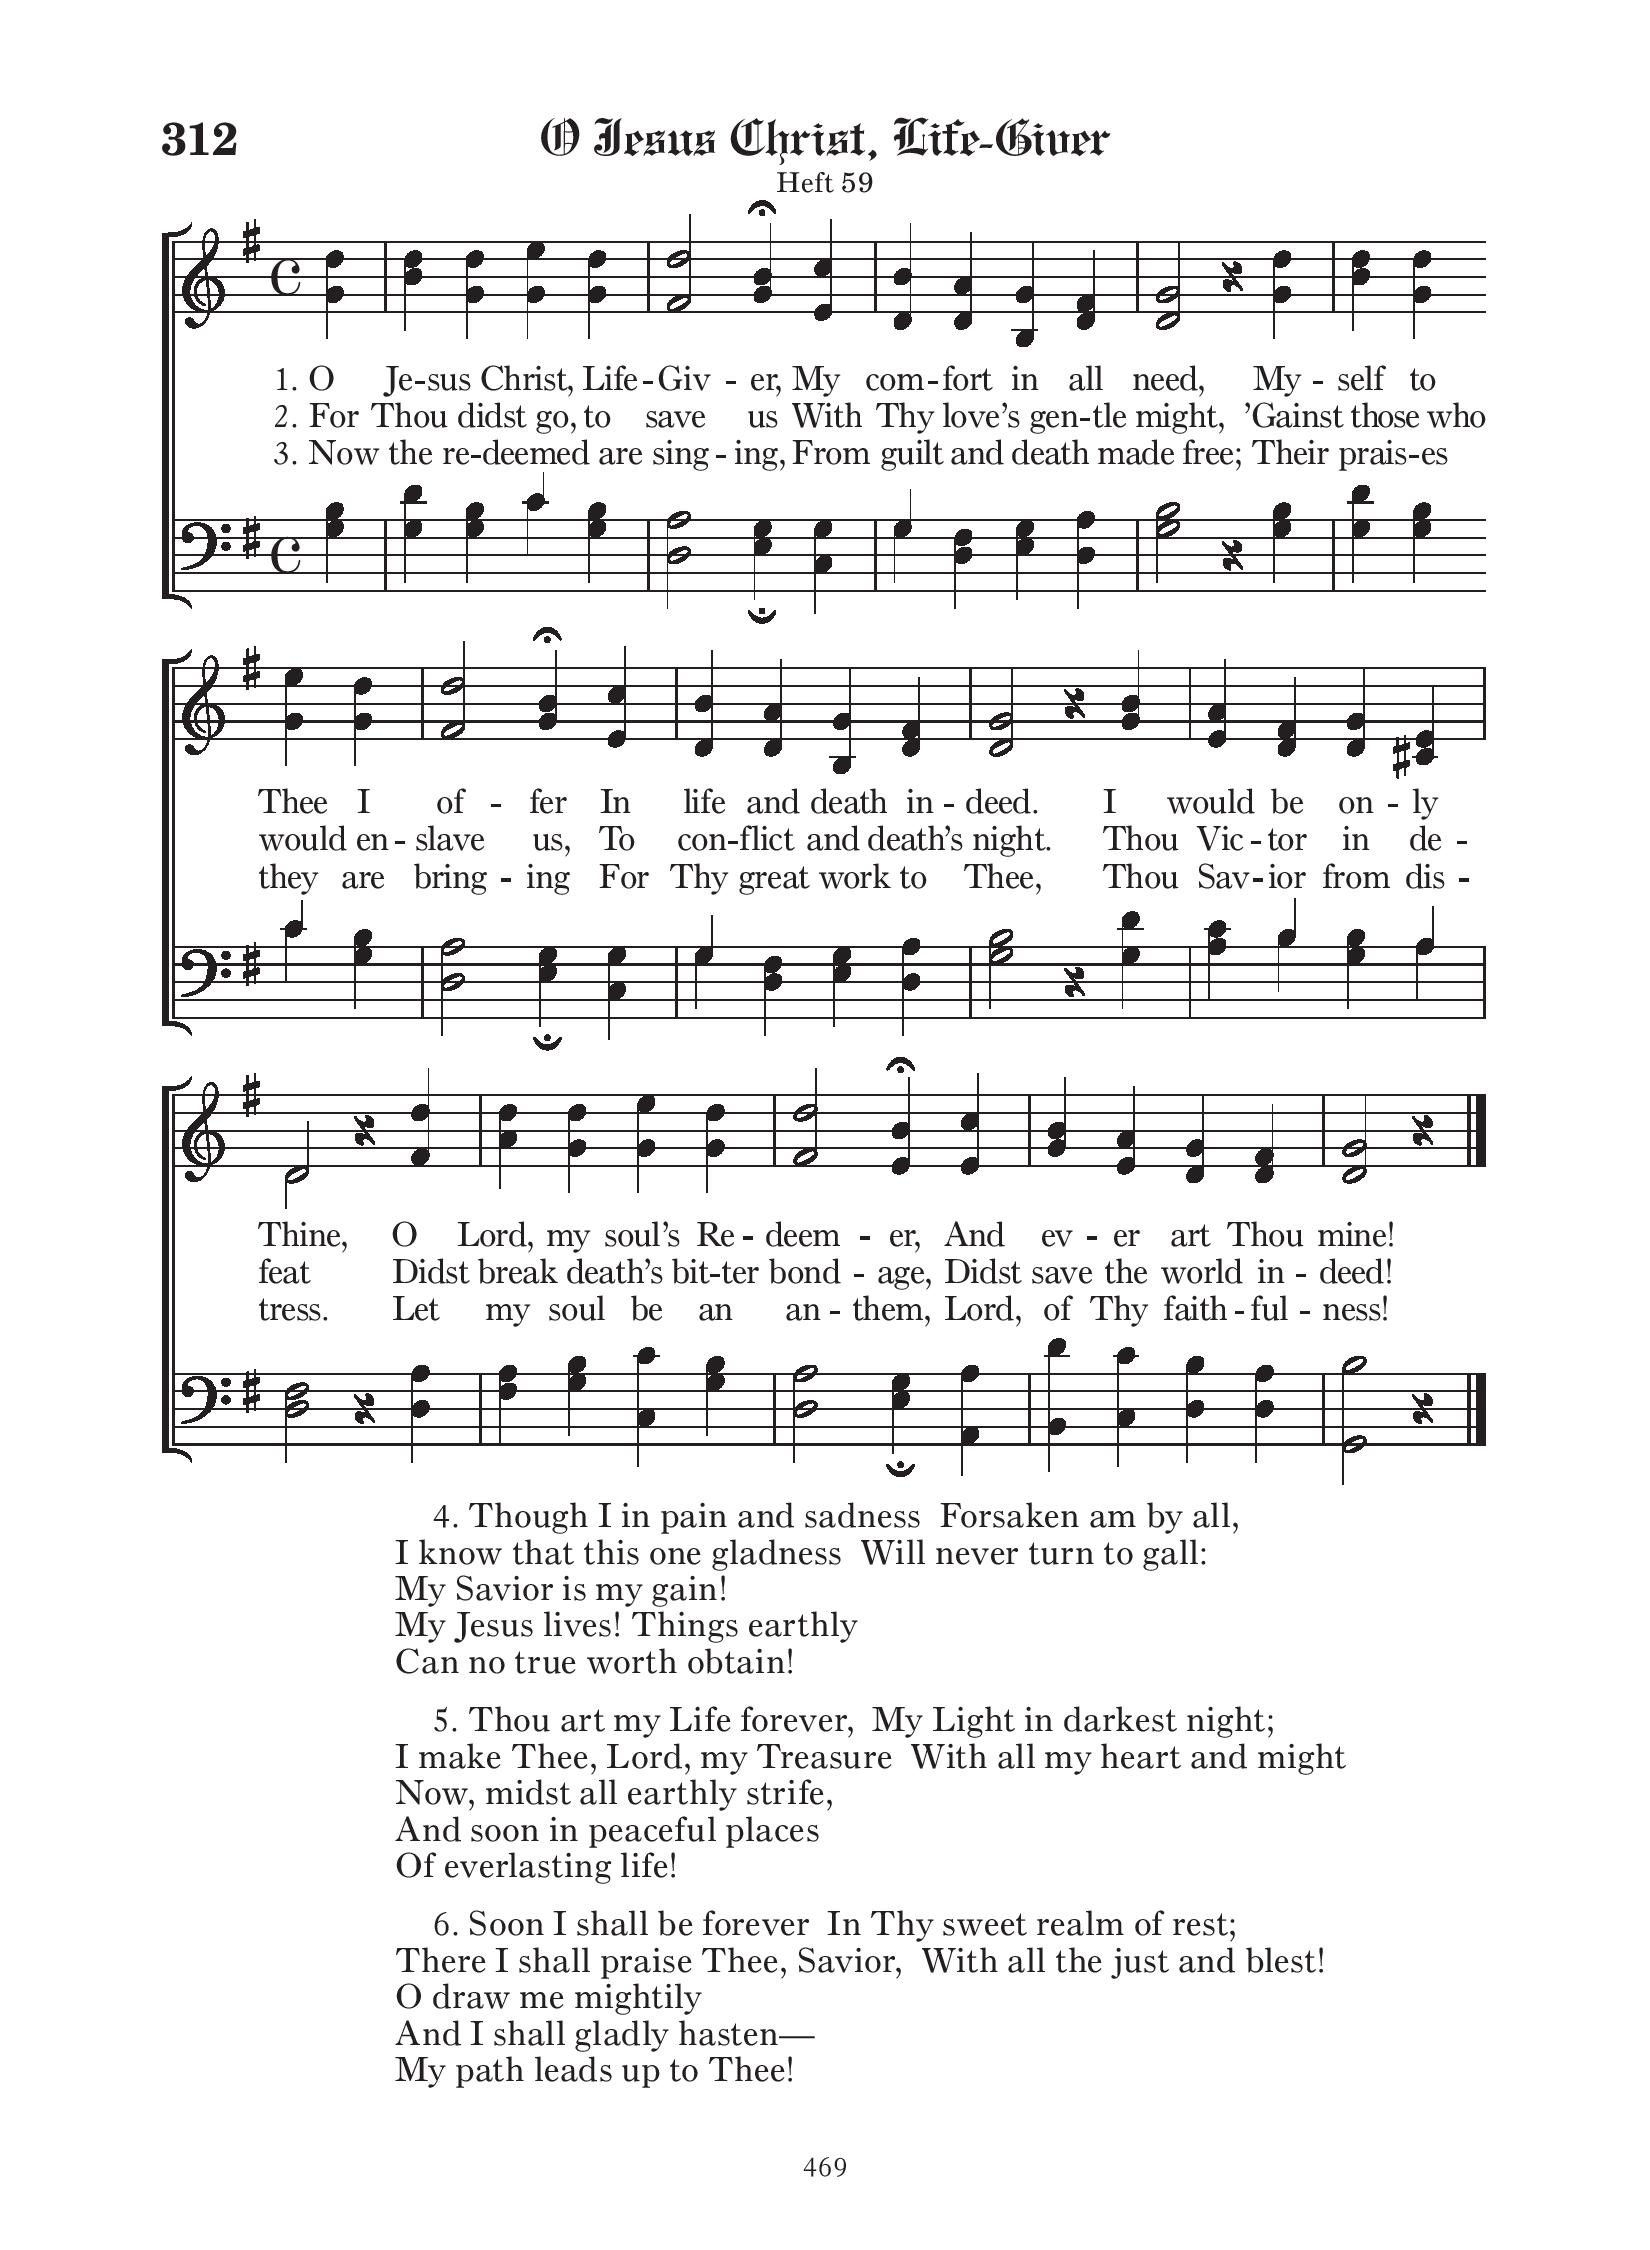 312 O Jesus Christ, Life-Giver
Heft 59
1. O Je-sus Christ, Life-Giv - er, My com-fort in all need, My - self to
2. For Thou didst go, to save us With Thy love’s gen-tle might, ’Gainst those who
3. Now the re-deemed are sing - ing, From guilt and death made free; Their prais-es
Thee I of - fer In life and death in - deed. I would be on - ly
would en - slave us, To con-flict and death’s night. Thou Vic - tor in de -
they are bring - ing For Thy great work to Thee, Thou Sav-ior from dis -
Thine, O Lord, my soul’s Re - deem - er, And ev - er art Thou mine!
feat Didst break death’s bit-ter bond - age, Didst save the world in - deed!
tress. Let my soul be an an - them, Lord, of Thy faith - ful - ness!
4. Though I in pain and sadness Forsaken am by all,
I know that this one gladness Will never turn to gall:
My Savior is my gain!
My Jesus lives! Things earthly
Can no true worth obtain!
5. Thou art my Life forever, My Light in darkest night;
I make Thee, Lord, my Treasure With all my heart and might
Now, midst all earthly strife,
And soon in peaceful places
Of everlasting life!
6. Soon I shall be forever In Thy sweet realm of rest;
There I shall praise Thee, Savior, With all the just and blest!
O draw me mightily
And I shall gladly hasten—
My path leads up to Thee!
469